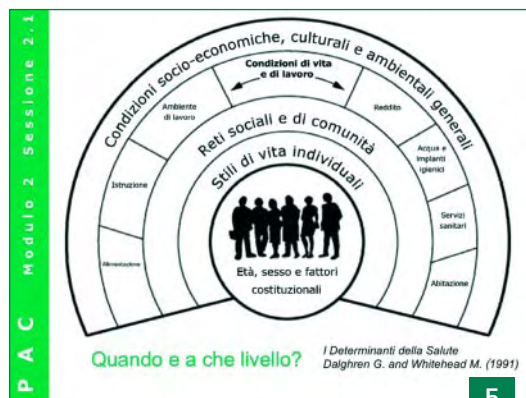 PAC Modulo 2 Sessione 2.1
Condizioni socio-economiche, culturali e ambientali generali
Condizioni di vita
e di lavoro
Ambiente
di lavoro
Reddito
Istruzione
Acqua e
impianti
igienici
Alimentazione
Servizi
sanitari
Abitazione
Reti sociali e di comunità
Stili di vita individuali
Età, sesso e fattori
costituzionali
Quando e a che livello?
I Determinanti della Salute
Dalghren G. and Whitehead M. (1991)
5